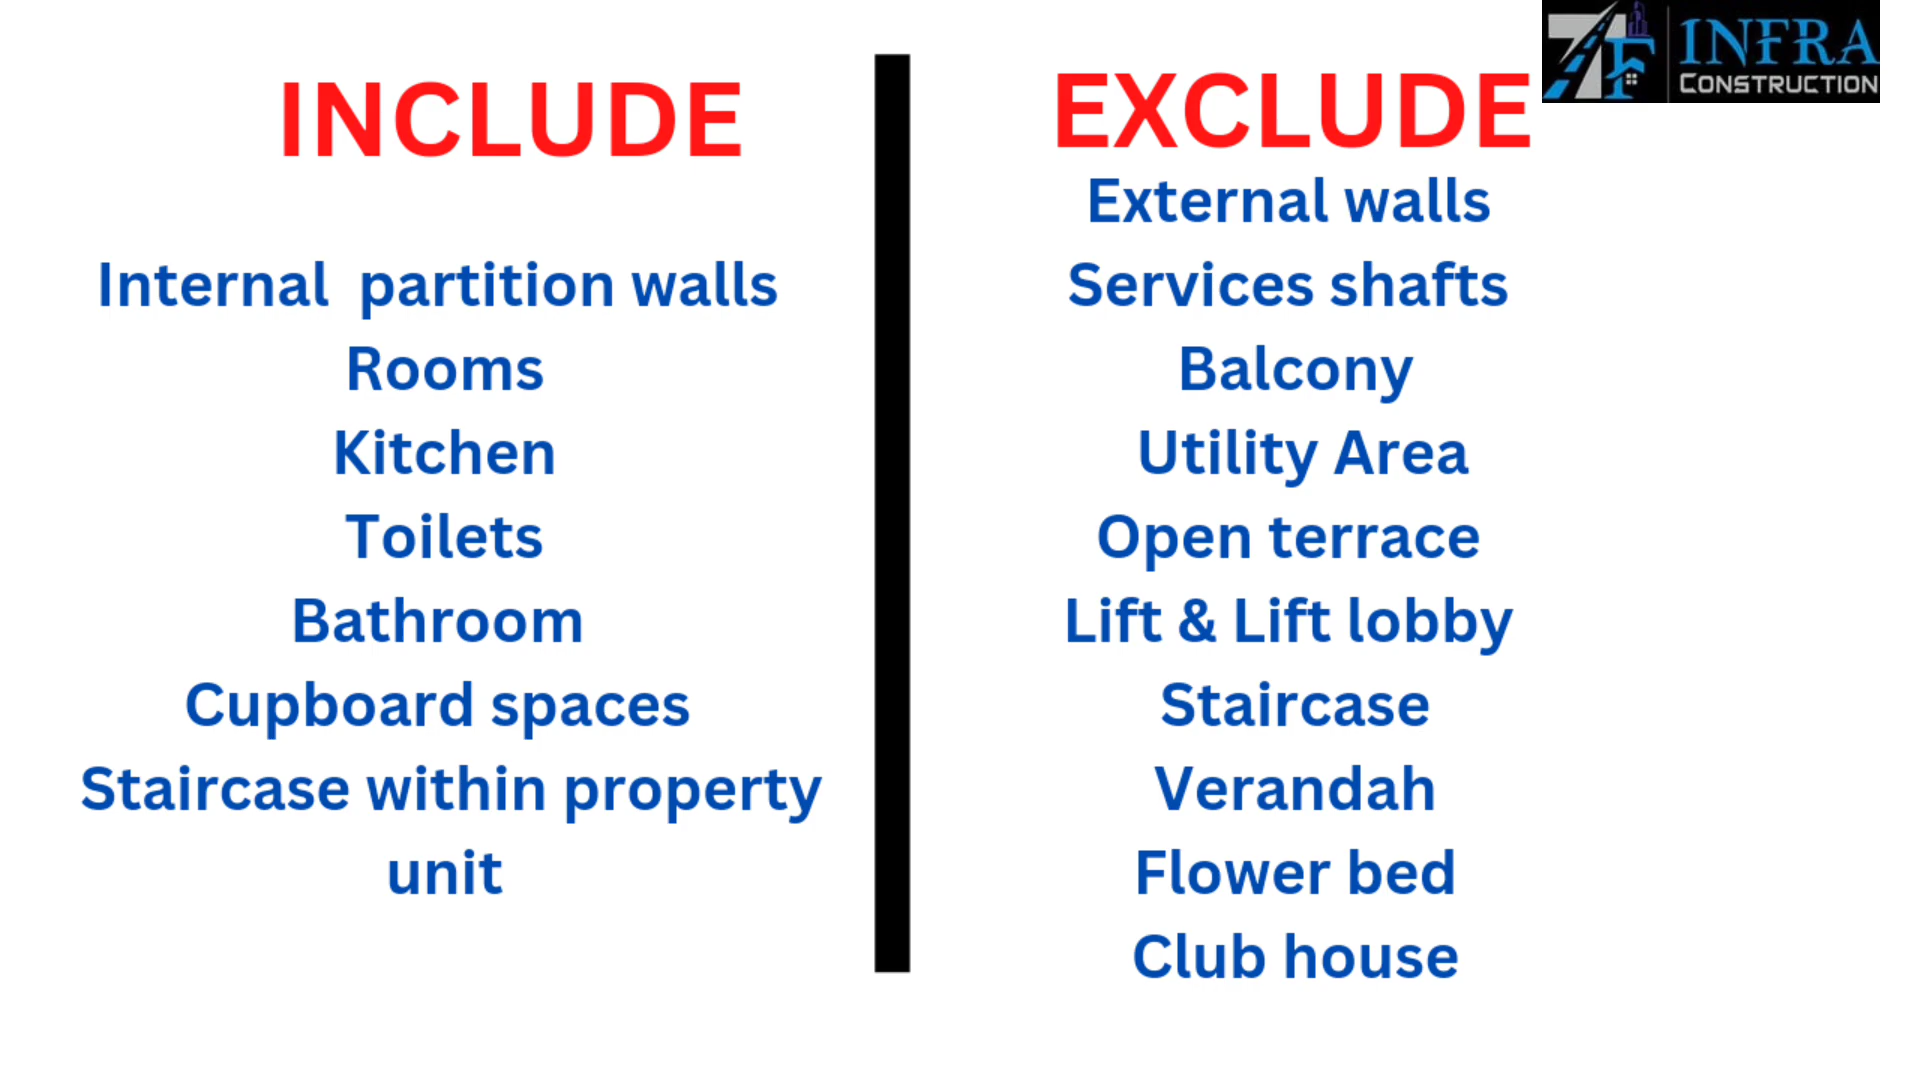 INCLUDE
Internal partition walls
Rooms
Kitchen
Toilets
Bathroom
Cupboard spaces
Staircase within property
unit
EXCLUDE
External walls
Services shafts
Balcony
Utility Area
Open terrace
Lift & Lift lobby
Staircase
Verandah
Flower bed
Club house
7F INFRA
CONSTRUCTION